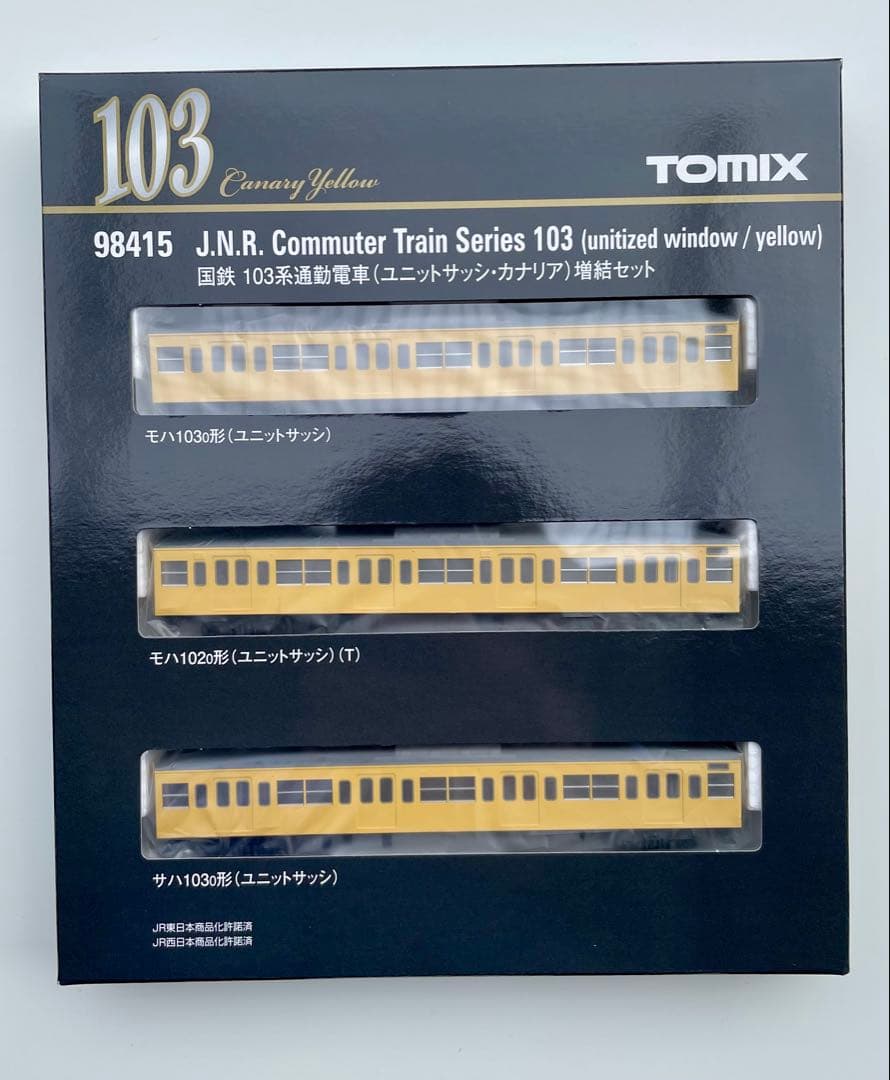 103 Canary Yellow
TOMIX
98415 J.N.R. Commuter Train Series 103 (unitized window / yellow)
国鉄 103系通勤電車(ユニットサッシ・カナリア)増結セット
モハ1030形(ユニットサッシ)
モハ1020形(ユニットサッシ)(T)
サハ1030形(ユニットサッシ)
JR東日本商品化許諾済
JR西日本商品化許諾済